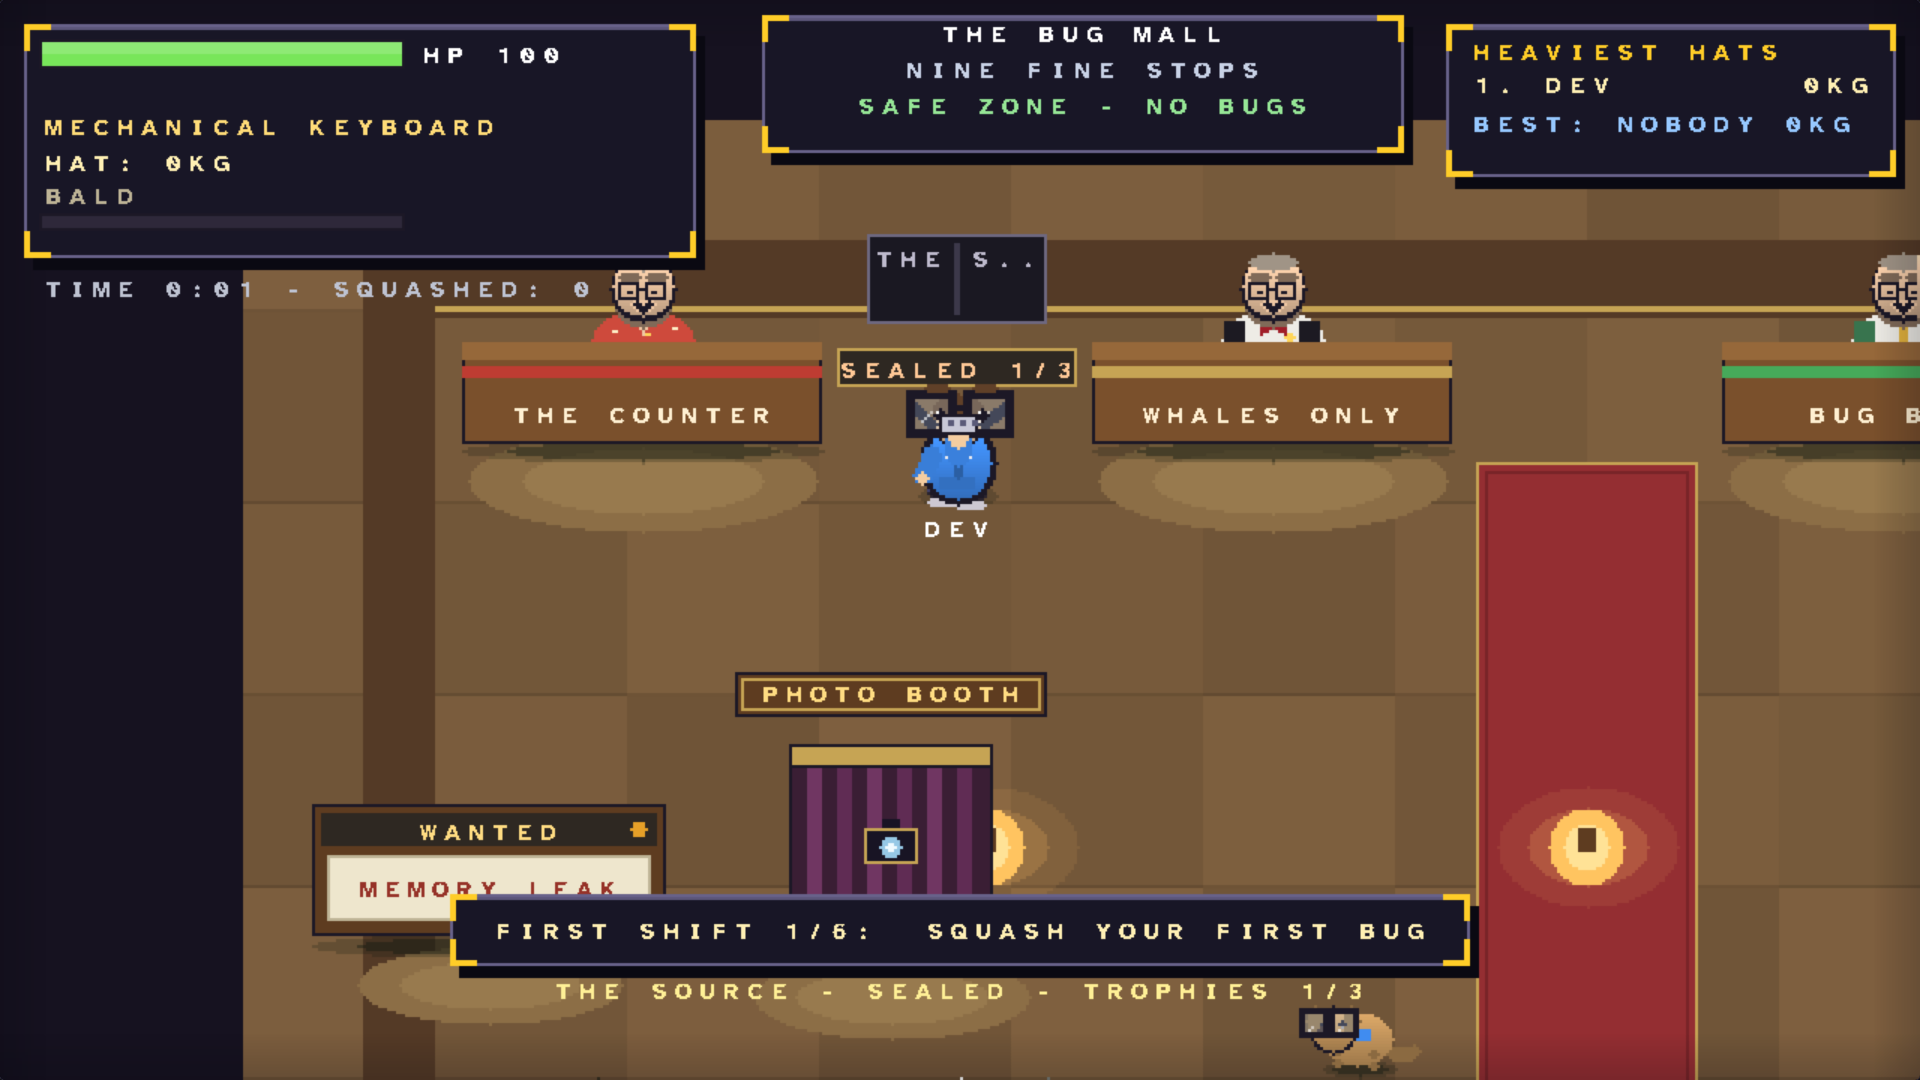 HP 100
MECHANICAL KEYBOARD
HAT: 0KG
BALD
TIME 0:01 - SQUASHED: 0
THE BUG MALL
NINE FINE STOPS
SAFE ZONE - NO BUGS
HEAVIEST HATS
1. DEV 0KG
BEST: NOBODY 0KG
THE S..
SEALED 1/3
THE COUNTER
WHALES ONLY
BUG
DEV
PHOTO BOOTH
WANTED
MEMORY LEAK
FIRST SHIFT 1/6: SQUASH YOUR FIRST BUG
THE SOURCE - SEALED - TROPHIES 1/3